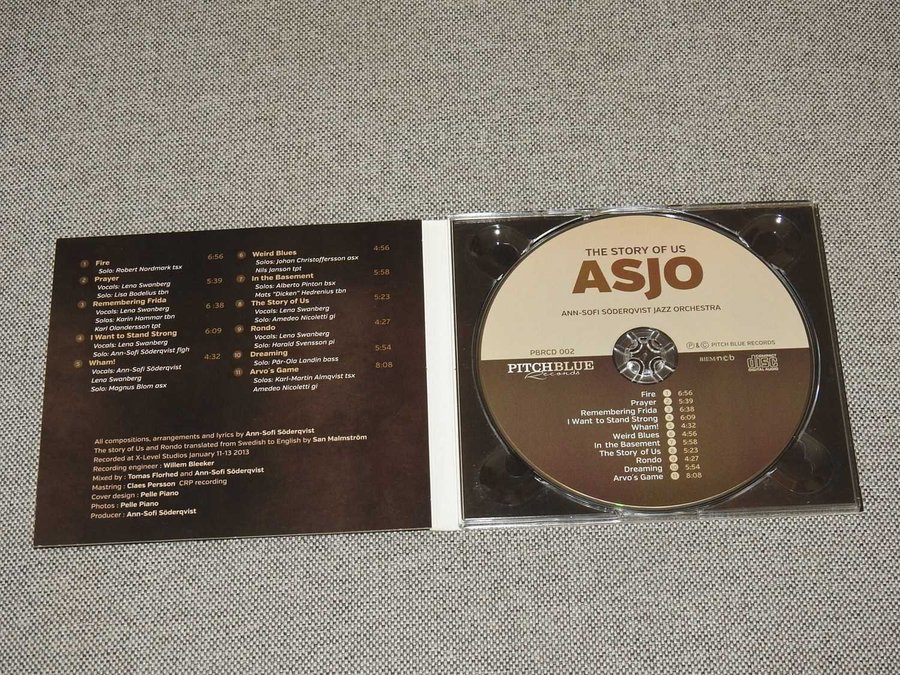 1 Fire 6:56
Solo: Robert Nordmark tsx
2 Prayer 5:39
Vocals: Lena Swanberg
Solo: Lisa Bodelius tbn
3 Remembering Frida 6:38
Vocals: Lena Swanberg
Solos: Karin Hammar tbn
Karl Olandersson tpt
4 I Want to Stand Strong 6:09
Vocals: Lena Swanberg
Solo: Ann-Sofi Söderqvist flgh
5 Wham! 4:32
Vocals: Ann-Sofi Söderqvist
Lena Swanberg
Solo: Magnus Blom asx
6 Weird Blues 4:56
Solos: Johan Christoffersson asx
Nils Janson tpt
7 In the Basement 5:58
Solos: Alberto Pinton bsx
Mats "Dicken" Hedrenius tbn
8 The Story of Us 5:23
Vocals: Lena Swanberg
Solo: Amedeo Nicoletti gi
9 Rondo 4:27
Vocals: Lena Swanberg
Solo: Harald Svensson pi
10 Dreaming 5:54
Solo: Pär-Ola Landin bass
11 Arvo's Game 8:08
Solos: Karl-Martin Almqvist tsx
Amedeo Nicoletti gi
All compositions, arrangements and lyrics by Ann-Sofi Söderqvist
The story of Us and Rondo translated from Swedish to English by San Malmström
Recorded at X-Level Studios January 11-13 2013
Recording engineer : Willem Bleeker
Mixed by : Tomas Florhed and Ann-Sofi Söderqvist
Mastring : Claes Persson CRP recording
Cover design : Pelle Piano
Photos : Pelle Piano
Producer : Ann-Sofi Söderqvist
THE STORY OF US
ASJO
ANN-SOFI SÖDERQVIST JAZZ ORCHESTRA
PBRCD 002
Ⓟ & © PITCH BLUE RECORDS
PITCHBLUE
Records
BIEM n©b
COMPACT
disc
DIGITAL AUDIO
Fire 1 6:56
Prayer 2 5:39
Remembering Frida 3 6:38
I Want to Stand Strong 4 6:09
Wham! 5 4:32
Weird Blues 6 4:56
In the Basement 7 5:58
The Story of Us 8 5:23
Rondo 9 4:27
Dreaming 10 5:54
Arvo's Game 11 8:08